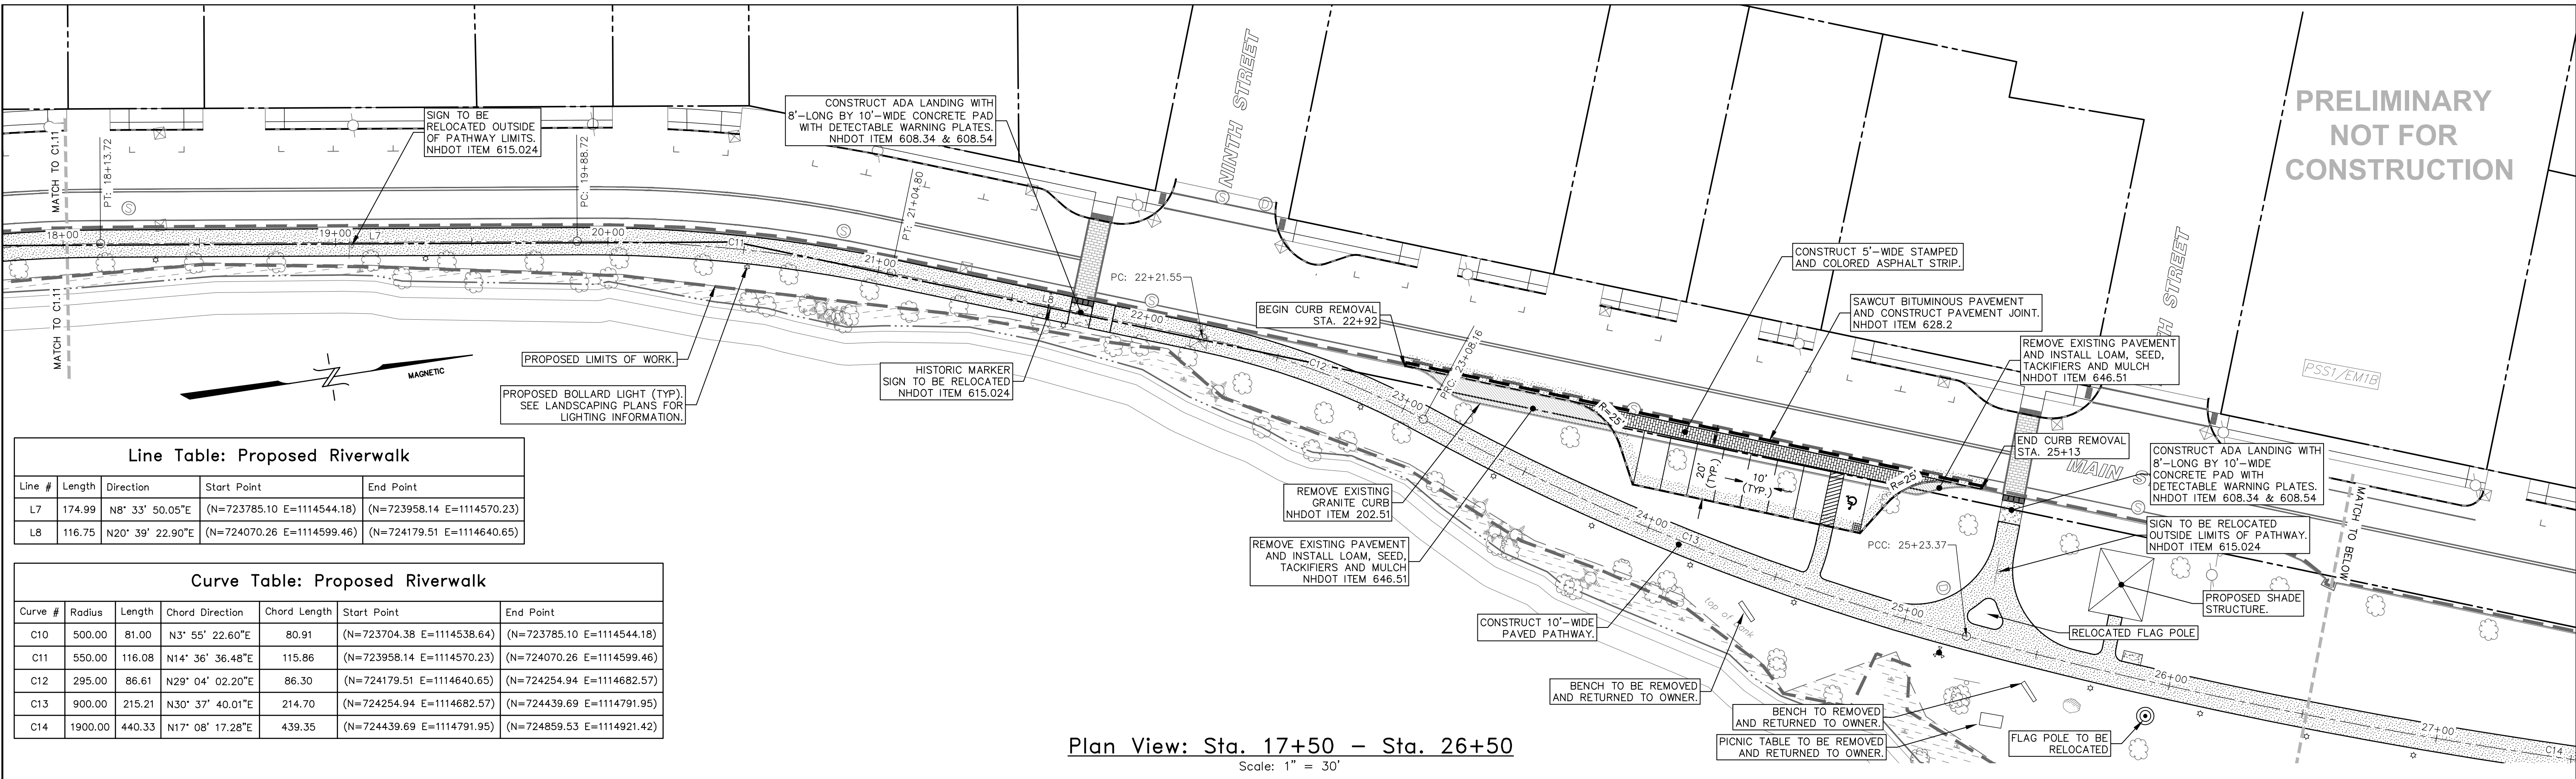 PRELIMINARY
NOT FOR
CONSTRUCTION
NINTH STREET
MATCH TO C1.11
MATCH TO C1.11
PT: 18+13.72
SIGN TO BE
RELOCATED OUTSIDE
OF PATHWAY LIMITS.
NHDOT ITEM 615.024
PC: 19+88.72
CONSTRUCT ADA LANDING WITH
8'-LONG BY 10'-WIDE CONCRETE PAD
WITH DETECTABLE WARNING PLATES.
NHDOT ITEM 608.34 & 608.54
PT: 21+04.80
S
S
S
D
S
S
18+00
19+00
L7
20+00
C11
21+00
L8
22+00
PC: 22+21.55
C12
PRC: 23+08.16
23+00
BEGIN CURB REMOVAL
STA. 22+92
CONSTRUCT 5'-WIDE STAMPED
AND COLORED ASPHALT STRIP.
SAWCUT BITUMINOUS PAVEMENT
AND CONSTRUCT PAVEMENT JOINT.
NHDOT ITEM 628.2
REMOVE EXISTING PAVEMENT
AND INSTALL LOAM, SEED,
TACKIFIERS AND MULCH
NHDOT ITEM 646.51
H STREET
PSS1/EM1B
MAGNETIC
PROPOSED LIMITS OF WORK.
PROPOSED BOLLARD LIGHT (TYP).
SEE LANDSCAPING PLANS FOR
LIGHTING INFORMATION.
HISTORIC MARKER
SIGN TO BE RELOCATED
NHDOT ITEM 615.024
R=25'
20'
(TYP.)
10'
(TYP.)
R=25'
END CURB REMOVAL
STA. 25+13
MAIN S
CONSTRUCT ADA LANDING WITH
8'-LONG BY 10'-WIDE
CONCRETE PAD WITH
DETECTABLE WARNING PLATES.
NHDOT ITEM 608.34 & 608.54
MATCH TO BELOW
REMOVE EXISTING
GRANITE CURB
NHDOT ITEM 202.51
REMOVE EXISTING PAVEMENT
AND INSTALL LOAM, SEED,
TACKIFIERS AND MULCH
NHDOT ITEM 646.51
24+00
C13
PCC: 25+23.37
SIGN TO BE RELOCATED
OUTSIDE LIMITS OF PATHWAY.
NHDOT ITEM 615.024
25+00
PROPOSED SHADE
STRUCTURE.
CONSTRUCT 10'-WIDE
PAVED PATHWAY.
top of bank
RELOCATED FLAG POLE
26+00
BENCH TO BE REMOVED
AND RETURNED TO OWNER.
BENCH TO REMOVED
AND RETURNED TO OWNER.
PICNIC TABLE TO BE REMOVED
AND RETURNED TO OWNER.
FLAG POLE TO BE
RELOCATED
27+00
C14
Line Table: Proposed Riverwalk
Line # Length Direction Start Point End Point
L7 174.99 N8° 33' 50.05"E (N=723785.10 E=1114544.18) (N=723958.14 E=1114570.23)
L8 116.75 N20° 39' 22.90"E (N=724070.26 E=1114599.46) (N=724179.51 E=1114640.65)
Curve Table: Proposed Riverwalk
Curve # Radius Length Chord Direction Chord Length Start Point End Point
C10 500.00 81.00 N3° 55' 22.60"E 80.91 (N=723704.38 E=1114538.64) (N=723785.10 E=1114544.18)
C11 550.00 116.08 N14° 36' 36.48"E 115.86 (N=723958.14 E=1114570.23) (N=724070.26 E=1114599.46)
C12 295.00 86.61 N29° 04' 02.20"E 86.30 (N=724179.51 E=1114640.65) (N=724254.94 E=1114682.57)
C13 900.00 215.21 N30° 37' 40.01"E 214.70 (N=724254.94 E=1114682.57) (N=724439.69 E=1114791.95)
C14 1900.00 440.33 N17° 08' 17.28"E 439.35 (N=724439.69 E=1114791.95) (N=724859.53 E=1114921.42)
Plan View: Sta. 17+50 - Sta. 26+50
Scale: 1" = 30'